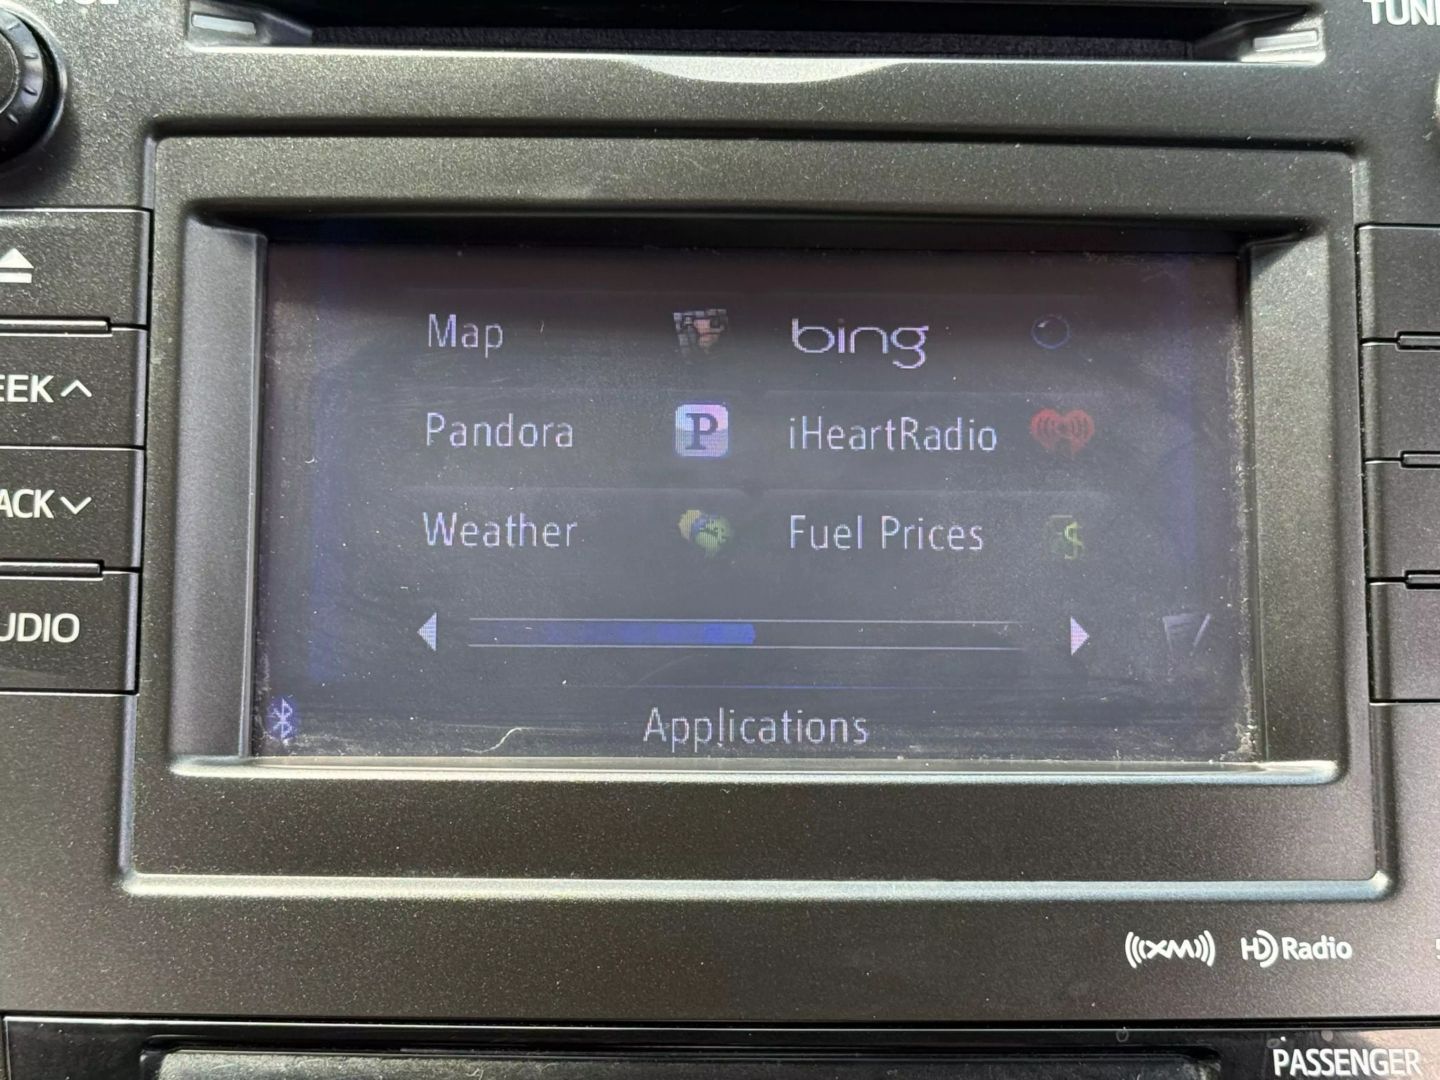 TUN
EEK
ACK
UDIO
Map
bing
Pandora
P
iHeartRadio
Weather
Fuel Prices
$
Applications
((XM))
HD Radio
PASSENGER